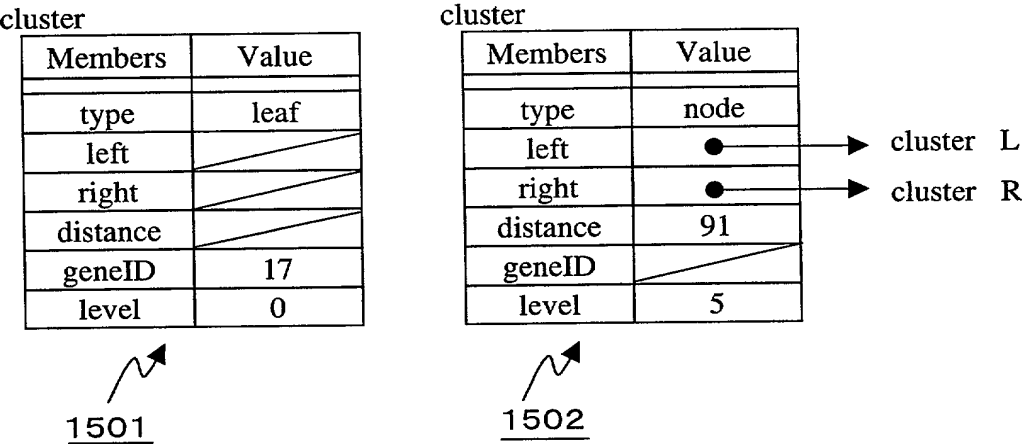 cluster
Members Value
type leaf
left
right
distance
geneID 17
level 0
1501
cluster
Members Value
type node
left cluster L
right cluster R
distance 91
geneID
level 5
1502